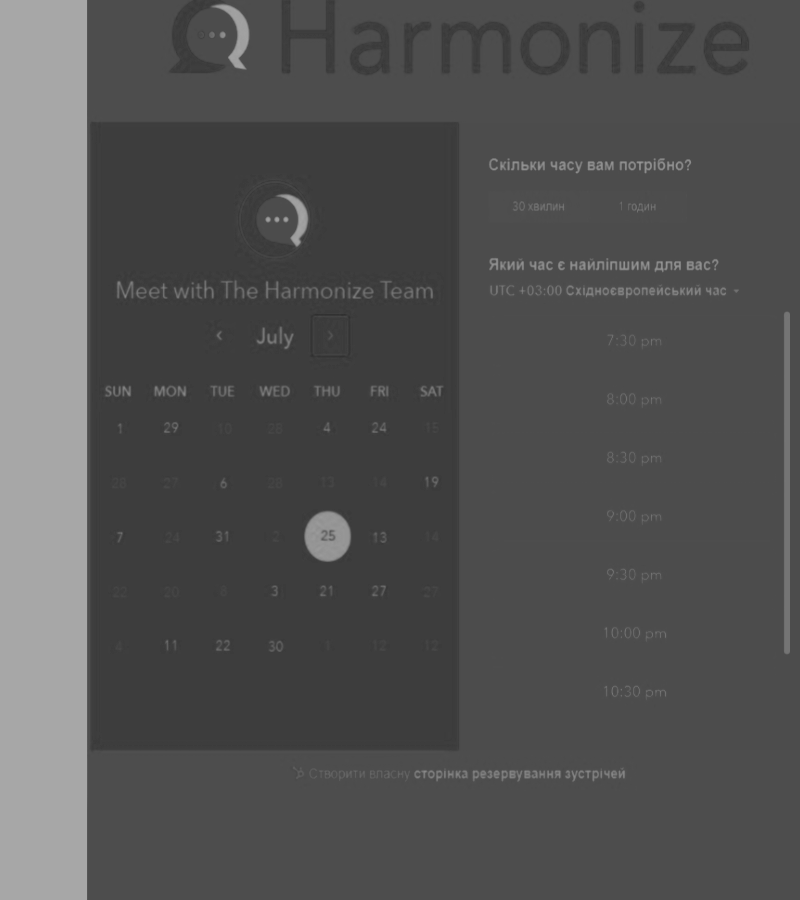 Harmonize
Meet with The Harmonize Team
July
SUN MON TUE WED THU FRI SAT
1 29 10 4 24 15
28 27 6 28 13 14 19
7 24 31 2 25 13 14
22 20 3 21 27 27
4 11 22 30 1 12 12
Скільки часу вам потрібно?
30 хвилин 1 годин
Який час є найліпшим для вас?
UTC +03:00 Східноєвропейський час
7:30 pm
8:00 pm
8:30 pm
9:00 pm
9:30 pm
10:00 pm
10:30 pm
Створити власну сторінка резервування зустрічей